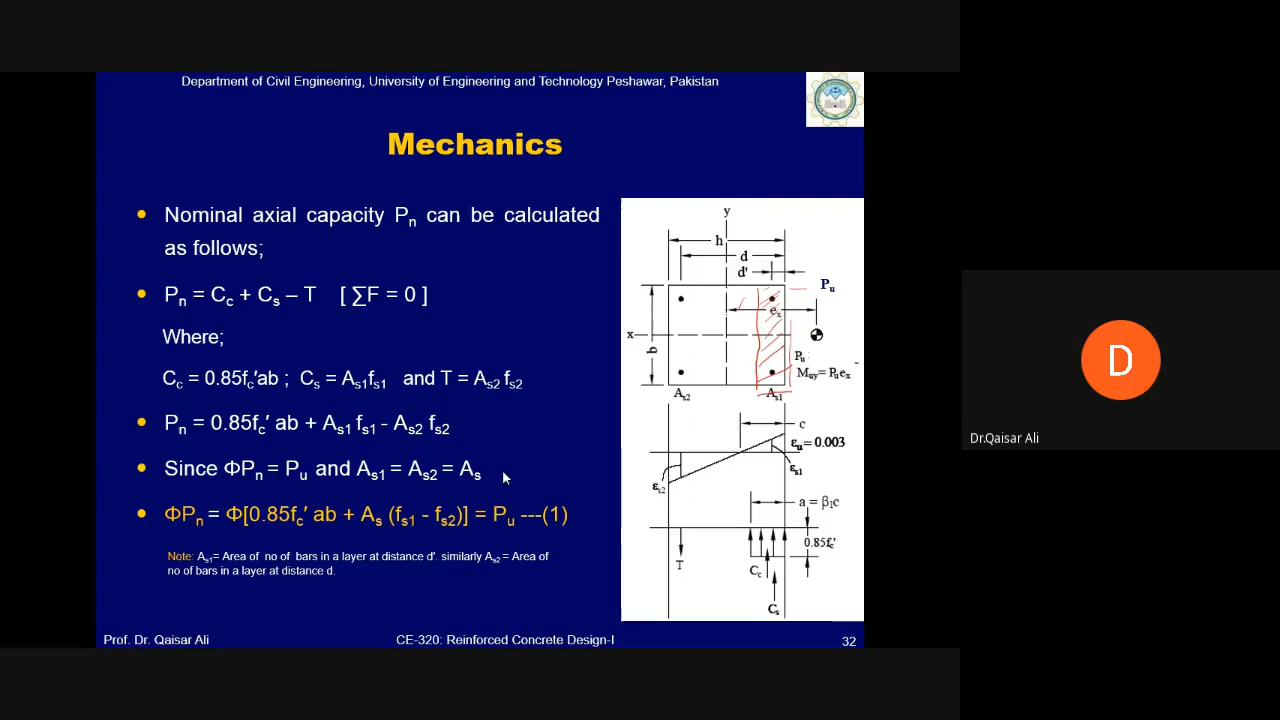 Department of Civil Engineering, University of Engineering and Technology Peshawar, Pakistan
Mechanics
• Nominal axial capacity Pn can be calculated
as follows;
• Pn = Cc + Cs – T [ ∑F = 0 ]
Where;
Cc = 0.85fc′ab ; Cs = As1fs1 and T = As2 fs2
• Pn = 0.85fc′ ab + As1 fs1 - As2 fs2
• Since ΦPn = Pu and As1 = As2 = As
• ΦPn = Φ[0.85fc′ ab + As (fs1 - fs2)] = Pu ---(1)
Note: As1= Area of no of bars in a layer at distance d′. similarly As2 = Area of
no of bars in a layer at distance d.
y
h
d
d'
Pu
ex
x
b
Pu
Muy= Puex
As2
As1
c
εu = 0.003
εs1
εs2
a = β1c
0.85fc'
T
Cc
Cs
Prof. Dr. Qaisar Ali
CE-320: Reinforced Concrete Design-I
32
D
Dr.Qaisar Ali